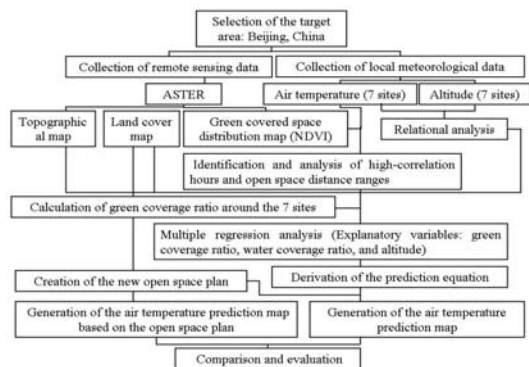 Selection of the target
area: Beijing, China
Collection of remote sensing data
Collection of local meteorological data
ASTER
Air temperature (7 sites)
Altitude (7 sites)
Topographic
al map
Land cover
map
Green covered space
distribution map (NDVI)
Relational analysis
Identification and analysis of high-correlation
hours and open space distance ranges
Calculation of green coverage ratio around the 7 sites
Multiple regression analysis (Explanatory variables: green
coverage ratio, water coverage ratio, and altitude)
Creation of the new open space plan
Derivation of the prediction equation
Generation of the air temperature prediction map
based on the open space plan
Generation of the air temperature
prediction map
Comparison and evaluation